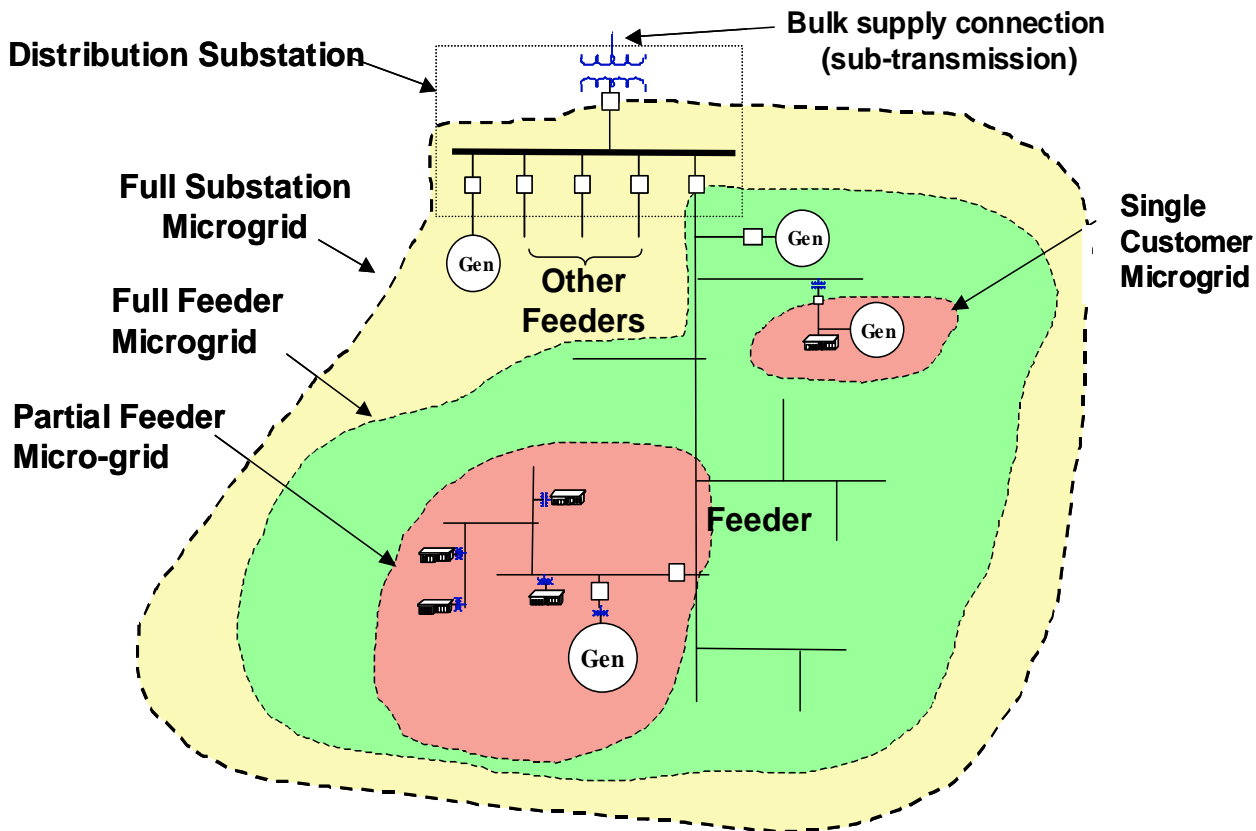 Bulk supply connection
(sub-transmission)
Distribution Substation
Full Substation
Microgrid
Single
Customer
Microgrid
Gen
Gen
Other
Feeders
Full Feeder
Microgrid
Gen
Partial Feeder
Micro-grid
Feeder
Gen